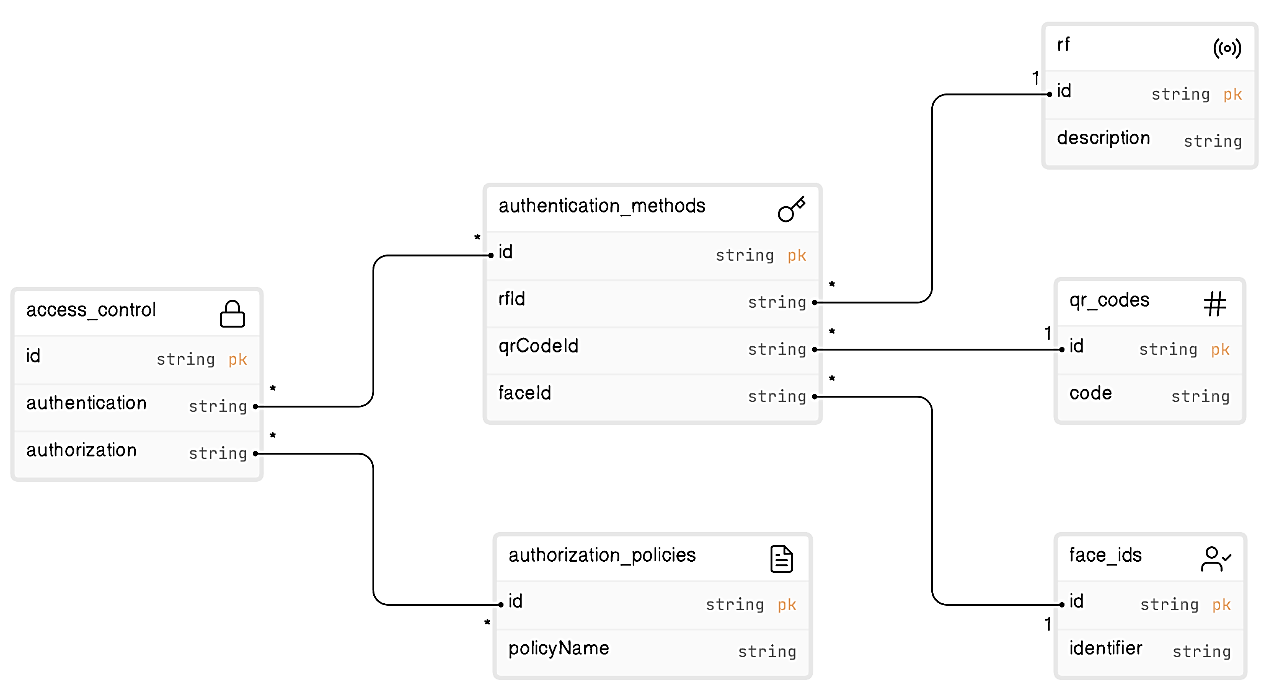 access_control
id string pk
authentication string *
authorization string *
authentication_methods
* id string pk
rfId string *
qrCodeId string *
faceId string *
authorization_policies
* id string pk
policyName string
rf
1 id string pk
description string
qr_codes
1 id string pk
code string
face_ids
1 id string pk
identifier string